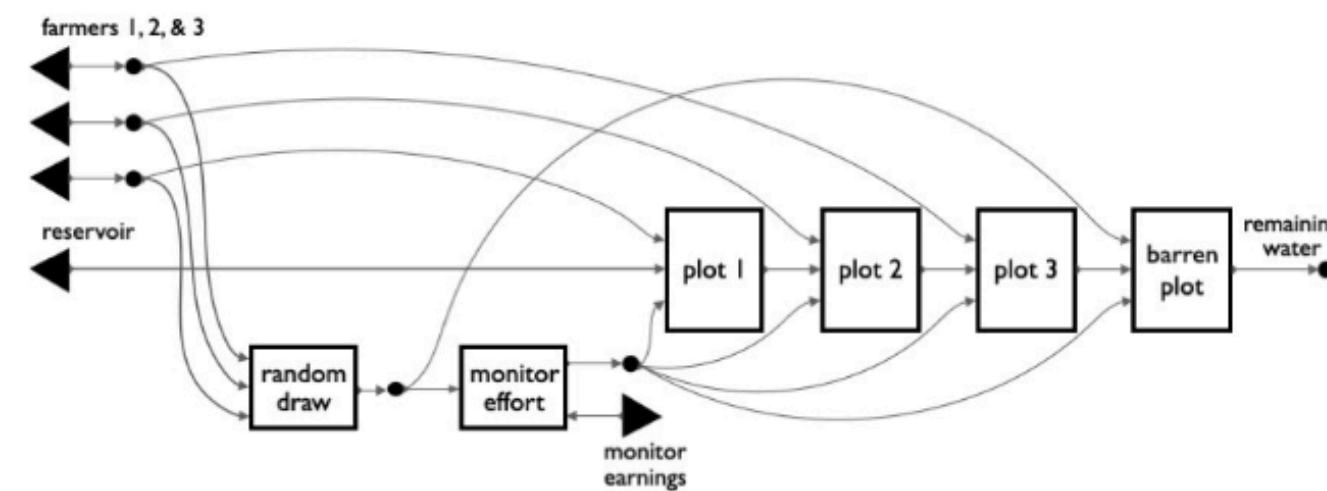 farmers 1, 2, & 3
reservoir
plot 1
plot 2
plot 3
barren
plot
remainin
water
random
draw
monitor
effort
monitor
earnings